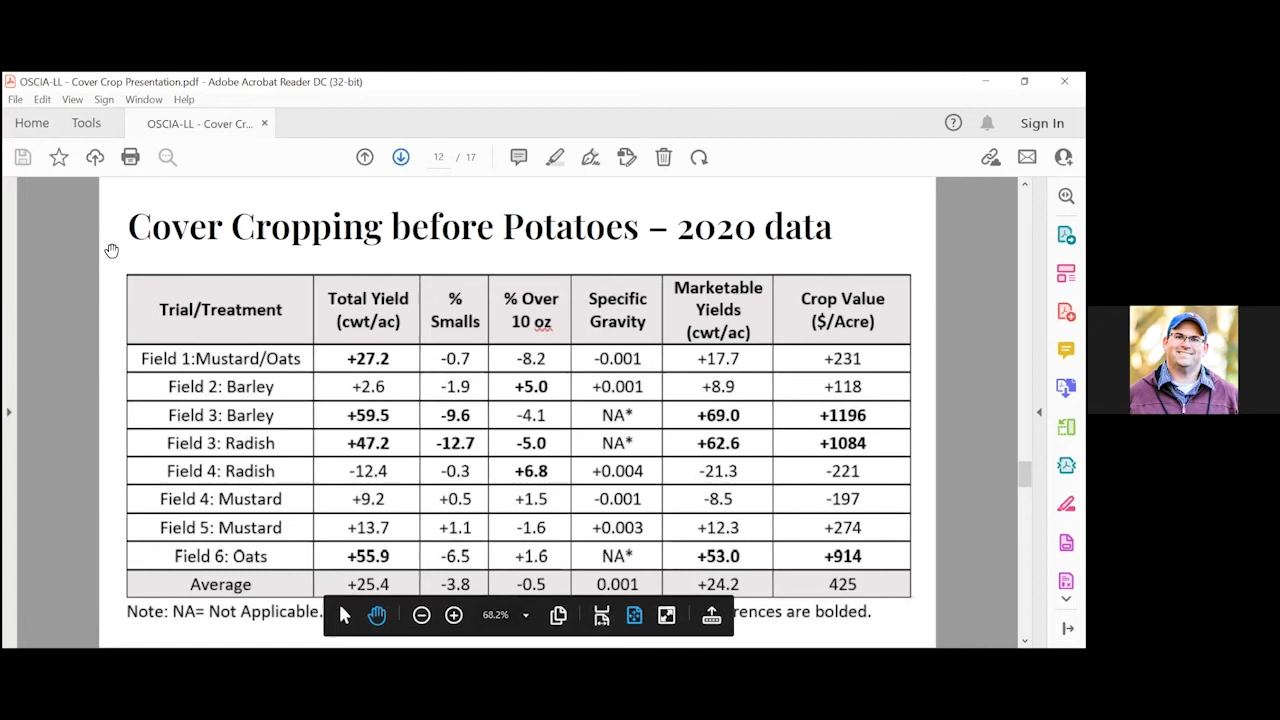 OSCIA-LL - Cover Crop Presentation.pdf - Adobe Acrobat Reader DC (32-bit)
File Edit View Sign Window Help
Home Tools OSCIA-LL - Cover Cr... × Sign In
12 / 17
Cover Cropping before Potatoes – 2020 data
Trial/Treatment Total Yield (cwt/ac) % Smalls % Over 10 oz Specific Gravity Marketable Yields (cwt/ac) Crop Value ($/Acre)
Field 1:Mustard/Oats +27.2 -0.7 -8.2 -0.001 +17.7 +231
Field 2: Barley +2.6 -1.9 +5.0 +0.001 +8.9 +118
Field 3: Barley +59.5 -9.6 -4.1 NA* +69.0 +1196
Field 3: Radish +47.2 -12.7 -5.0 NA* +62.6 +1084
Field 4: Radish -12.4 -0.3 +6.8 +0.004 -21.3 -221
Field 4: Mustard +9.2 +0.5 +1.5 -0.001 -8.5 -197
Field 5: Mustard +13.7 +1.1 -1.6 +0.003 +12.3 +274
Field 6: Oats +55.9 -6.5 +1.6 NA* +53.0 +914
Average +25.4 -3.8 -0.5 0.001 +24.2 425
Note: NA= Not Applicable. rences are bolded.
68.2%